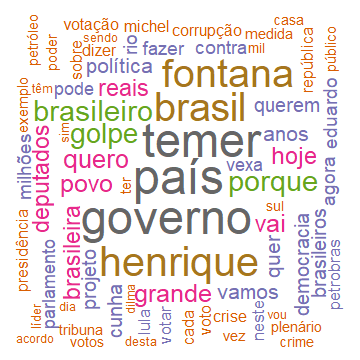 votação michel corrupção casa
dizer rio fazer contra medida
sendo mil
petróleo poder sobre política
fontana
república público
têm pode reais
brasileiro brasil querem
exemplo sim golpe temer anos eduardo
milhões deputados quero vexa hoje
povo país porque agora
ter
presidência brasileira governo sul
vai democracia brasileiros
parlamento projeto henrique quer petrobras
cunha grande vamos neste
líder dia dilma vou
tribuna lula votar cada voto crise plenário
acordo votos desta vez crime